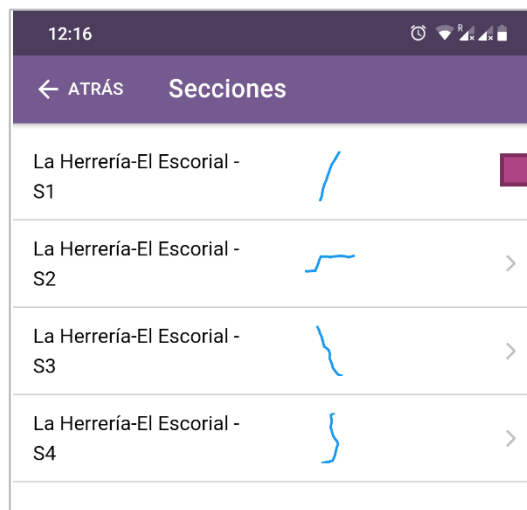 12:16
R
← ATRÁS Secciones
La Herrería-El Escorial -
S1
La Herrería-El Escorial -
S2
La Herrería-El Escorial -
S3
La Herrería-El Escorial -
S4